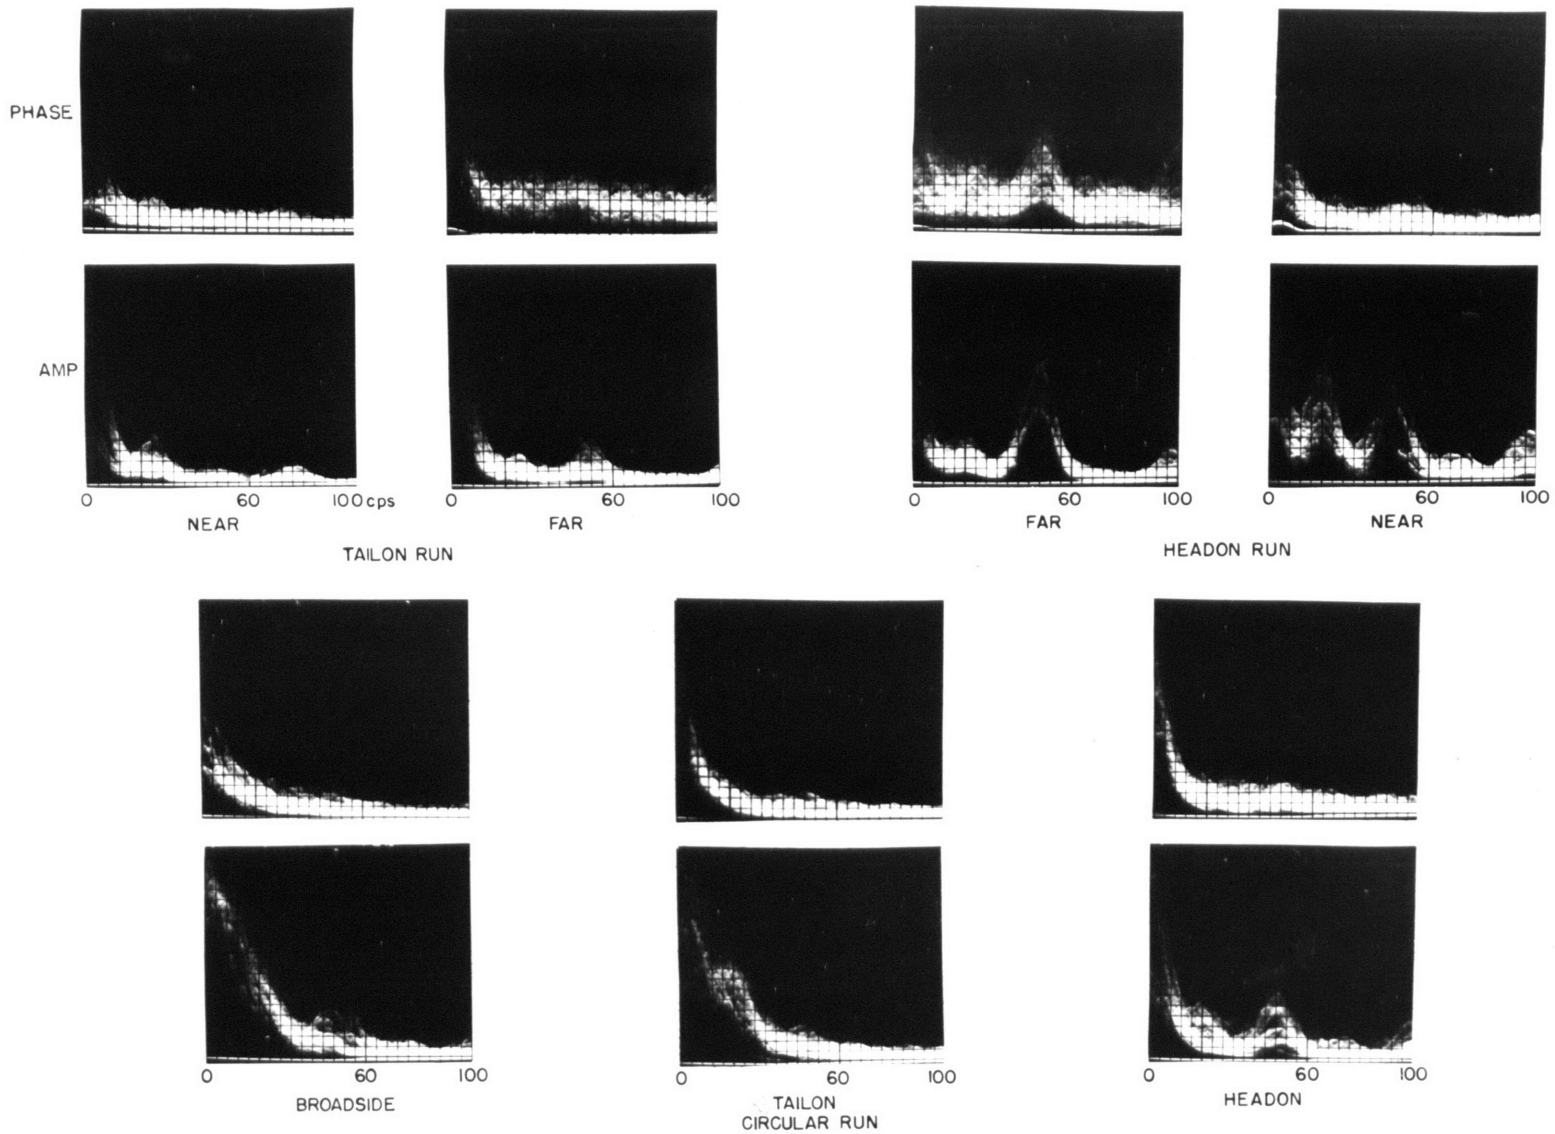 PHASE
AMP
0 60 100 cps
NEAR
0 60 100
FAR
TAILON RUN
0 60 100
FAR
0 60 100
NEAR
HEADON RUN
0 60 100
BROADSIDE
0 60 100
TAILON
CIRCULAR RUN
0 60 100
HEADON